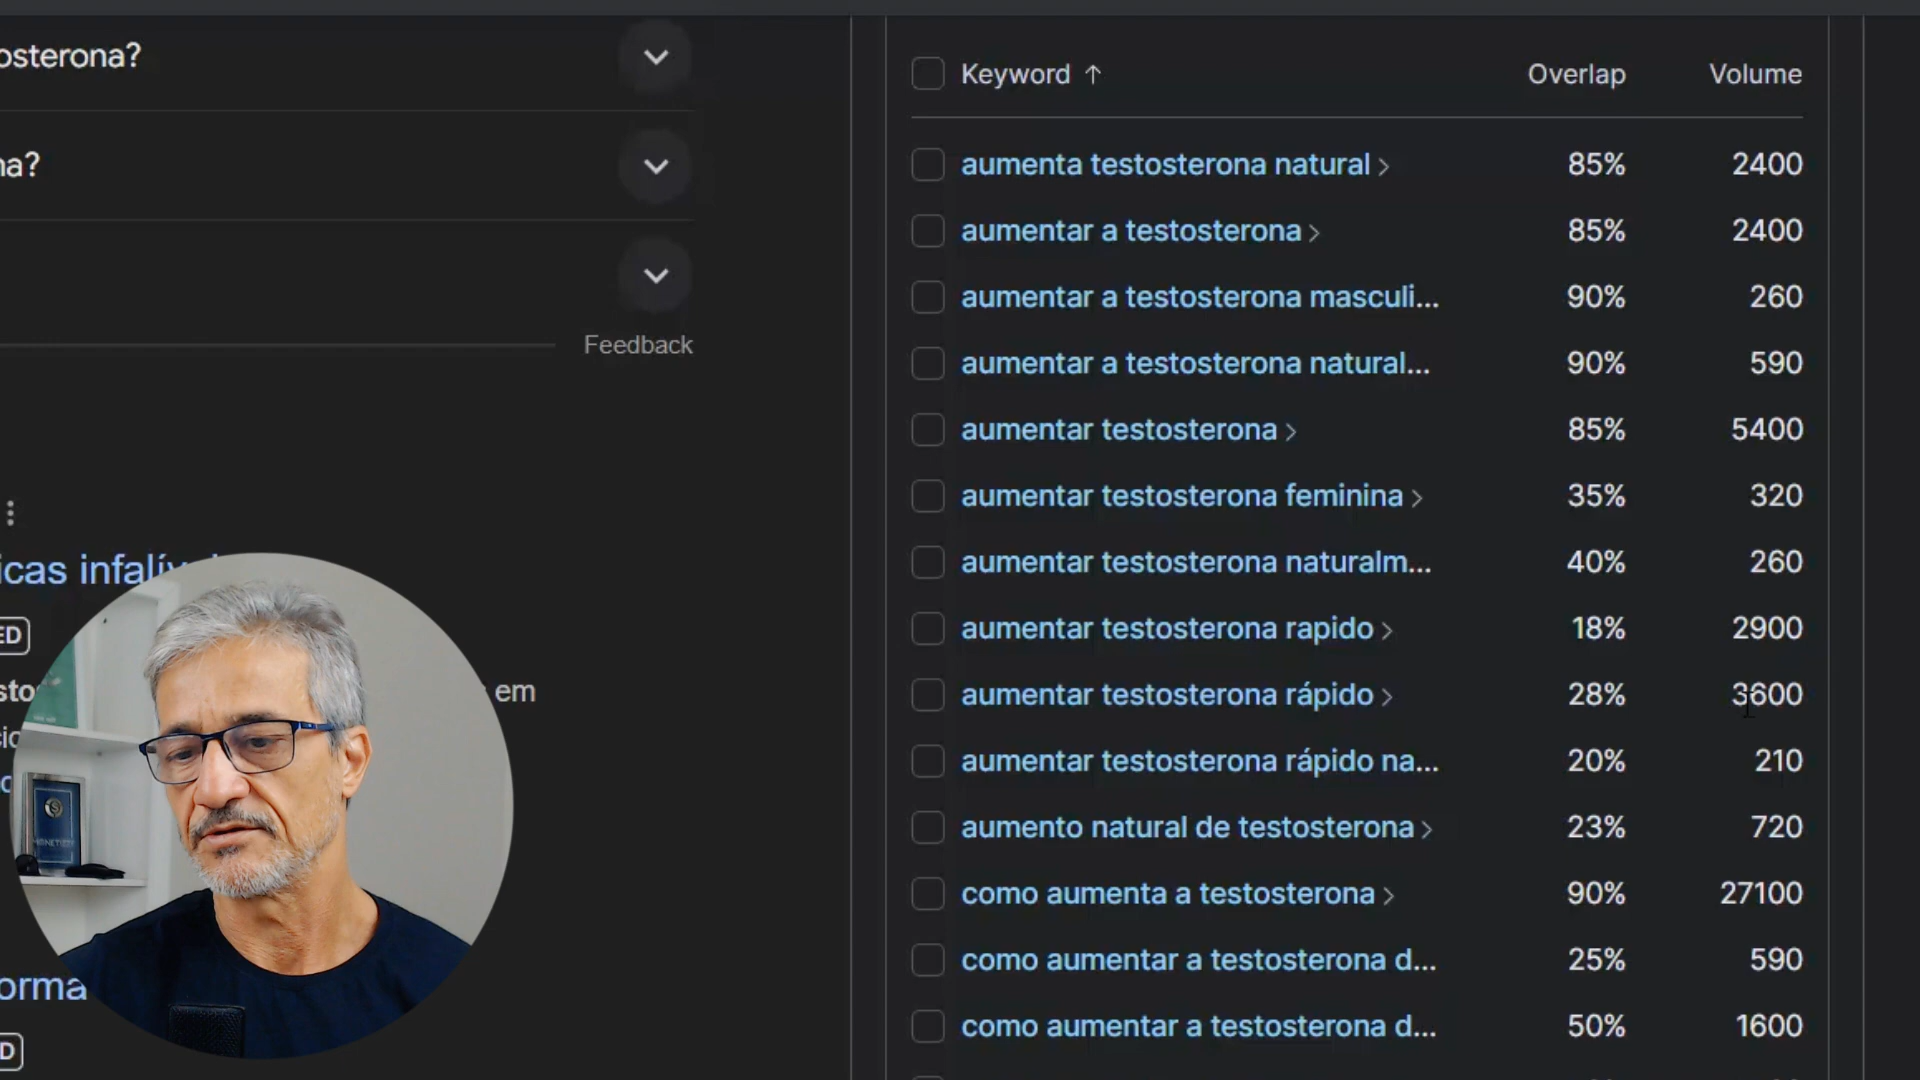 osterona?
na?
Feedback
icas infalív
ED
sto
em
orma
D
Keyword ↑ Overlap Volume
aumenta testosterona natural > 85% 2400
aumentar a testosterona > 85% 2400
aumentar a testosterona masculi... 90% 260
aumentar a testosterona natural... 90% 590
aumentar testosterona > 85% 5400
aumentar testosterona feminina > 35% 320
aumentar testosterona naturalm... 40% 260
aumentar testosterona rapido > 18% 2900
aumentar testosterona rápido > 28% 3600
aumentar testosterona rápido na... 20% 210
aumento natural de testosterona > 23% 720
como aumenta a testosterona > 90% 27100
como aumentar a testosterona d... 25% 590
como aumentar a testosterona d... 50% 1600